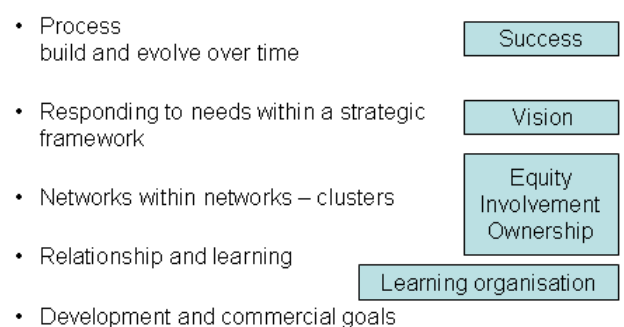 • Process
build and evolve over time
Success
• Responding to needs within a strategic
framework
Vision
• Networks within networks – clusters
Equity
Involvement
Ownership
• Relationship and learning
Learning organisation
• Development and commercial goals